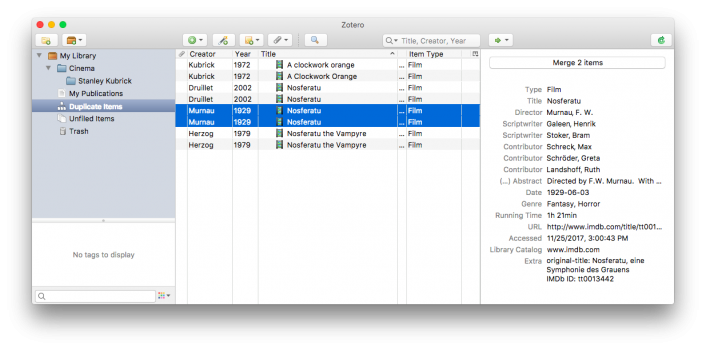 Zotero
Title, Creator, Year
My Library
Cinema
Stanley Kubrick
My Publications
Duplicate Items
Unfiled Items
Trash
No tags to display
Creator Year Title Item Type
Kubrick 1972 A clockwork orange ... Film
Kubrick 1972 A Clockwork Orange ... Film
Druillet 2002 Nosferatu ... Film
Druillet 2002 Nosferatu ... Film
Murnau 1929 Nosferatu ... Film
Murnau 1929 Nosferatu ... Film
Herzog 1979 Nosferatu the Vampyre ... Film
Herzog 1979 Nosferatu the Vampyre ... Film
Merge 2 items
Type Film
Title Nosferatu
Director Murnau, F. W.
Scriptwriter Galeen, Henrik
Scriptwriter Stoker, Bram
Contributor Schreck, Max
Contributor Schröder, Greta
Contributor Landshoff, Ruth
(...) Abstract Directed by F.W. Murnau. With ...
Date 1929-06-03
Genre Fantasy, Horror
Running Time 1h 21min
URL http://www.imdb.com/title/tt001...
Accessed 11/25/2017, 3:00:43 PM
Library Catalog www.imdb.com
Extra original-title: Nosferatu, eine
Symphonie des Grauens
IMDb ID: tt0013442